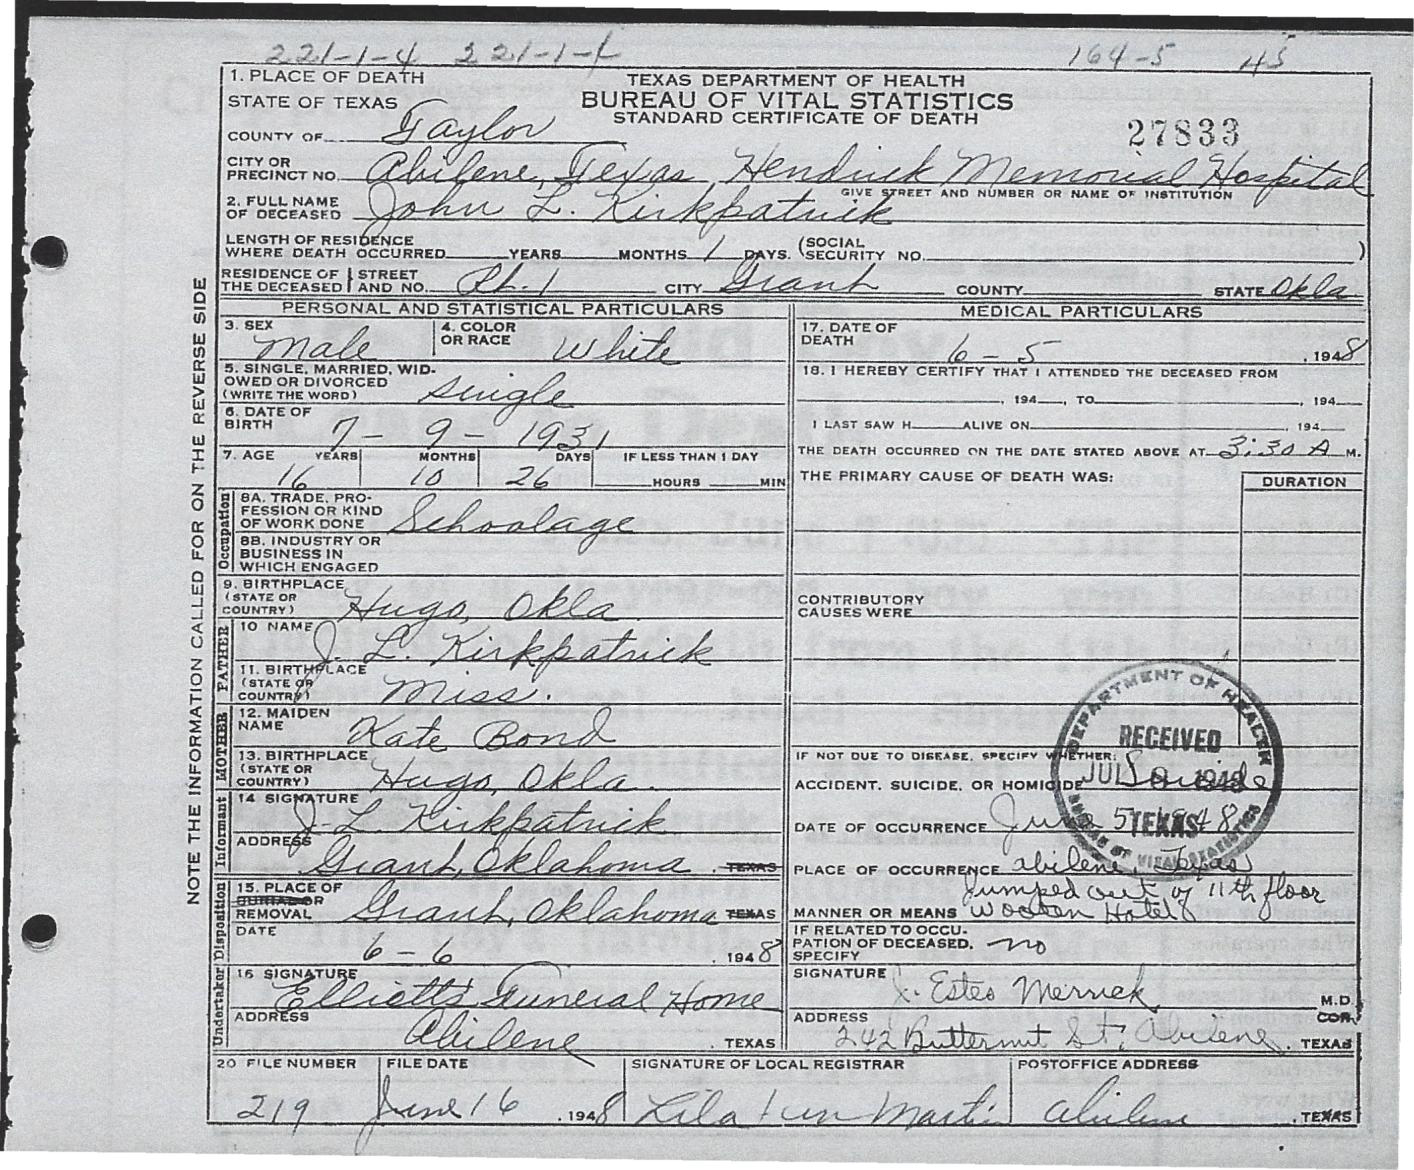 221-1-4 221-1-4 164-5 45
1. PLACE OF DEATH
STATE OF TEXAS
TEXAS DEPARTMENT OF HEALTH
BUREAU OF VITAL STATISTICS
STANDARD CERTIFICATE OF DEATH
COUNTY OF Taylor 27833
CITY OR PRECINCT NO. Abilene, Texas Hendrick Memorial Hospital
GIVE STREET AND NUMBER OR NAME OF INSTITUTION
2. FULL NAME OF DECEASED John L. Kirkpatrick
LENGTH OF RESIDENCE WHERE DEATH OCCURRED YEARS MONTHS 1 DAYS. (SOCIAL SECURITY NO. )
RESIDENCE OF THE DECEASED STREET AND NO. Rt. 1 CITY Grant COUNTY STATE Okla
PERSONAL AND STATISTICAL PARTICULARS
3. SEX Male 4. COLOR OR RACE White
5. SINGLE, MARRIED, WIDOWED OR DIVORCED (WRITE THE WORD) single
6. DATE OF BIRTH 7-9-1931
7. AGE YEARS MONTHS DAYS IF LESS THAN 1 DAY
16 10 26 HOURS MIN
Occupation
8A. TRADE, PROFESSION OR KIND OF WORK DONE Schoolage
8B. INDUSTRY OR BUSINESS IN WHICH ENGAGED
9. BIRTHPLACE (STATE OR COUNTRY) Hugo, Okla.
FATHER
10 NAME J. L. Kirkpatrick
11. BIRTHPLACE (STATE OR COUNTRY) Miss.
MOTHER
12. MAIDEN NAME Kate Bond
13. BIRTHPLACE (STATE OR COUNTRY) Hugo, Okla.
Informant
14 SIGNATURE J. L. Kirkpatrick
ADDRESS Grant, Oklahoma. TEXAS
Disposition
15. PLACE OF BURIAL OR REMOVAL Grant, Oklahoma TEXAS
DATE 6-6, 1948
Undertaker
16 SIGNATURE Elliott's Funeral Home
ADDRESS Abilene, TEXAS
MEDICAL PARTICULARS
17. DATE OF DEATH 6-5, 1948
18. I HEREBY CERTIFY THAT I ATTENDED THE DECEASED FROM
, 194 , TO , 194
I LAST SAW H ALIVE ON , 194
THE DEATH OCCURRED ON THE DATE STATED ABOVE AT 3:30 A M.
THE PRIMARY CAUSE OF DEATH WAS: DURATION
CONTRIBUTORY CAUSES WERE
IF NOT DUE TO DISEASE, SPECIFY WHETHER:
ACCIDENT, SUICIDE, OR HOMICIDE Suicide
DATE OF OCCURRENCE June 5, 1948
PLACE OF OCCURRENCE Abilene, Texas
Jumped out of 11th floor
MANNER OR MEANS Wooten Hotel
IF RELATED TO OCCUPATION OF DECEASED, SPECIFY no
SIGNATURE J. Estes Merrick M.D. COR.
ADDRESS 242 Butternut St, Abilene, TEXAS
DEPARTMENT OF HEALTH
RECEIVED
JUL 1948
TEXAS
BUREAU OF VITAL STATISTICS
20 FILE NUMBER FILE DATE SIGNATURE OF LOCAL REGISTRAR POSTOFFICE ADDRESS
219 June 16, 1948 Lila Martin Abilene, TEXAS
NOTE THE INFORMATION CALLED FOR ON THE REVERSE SIDE